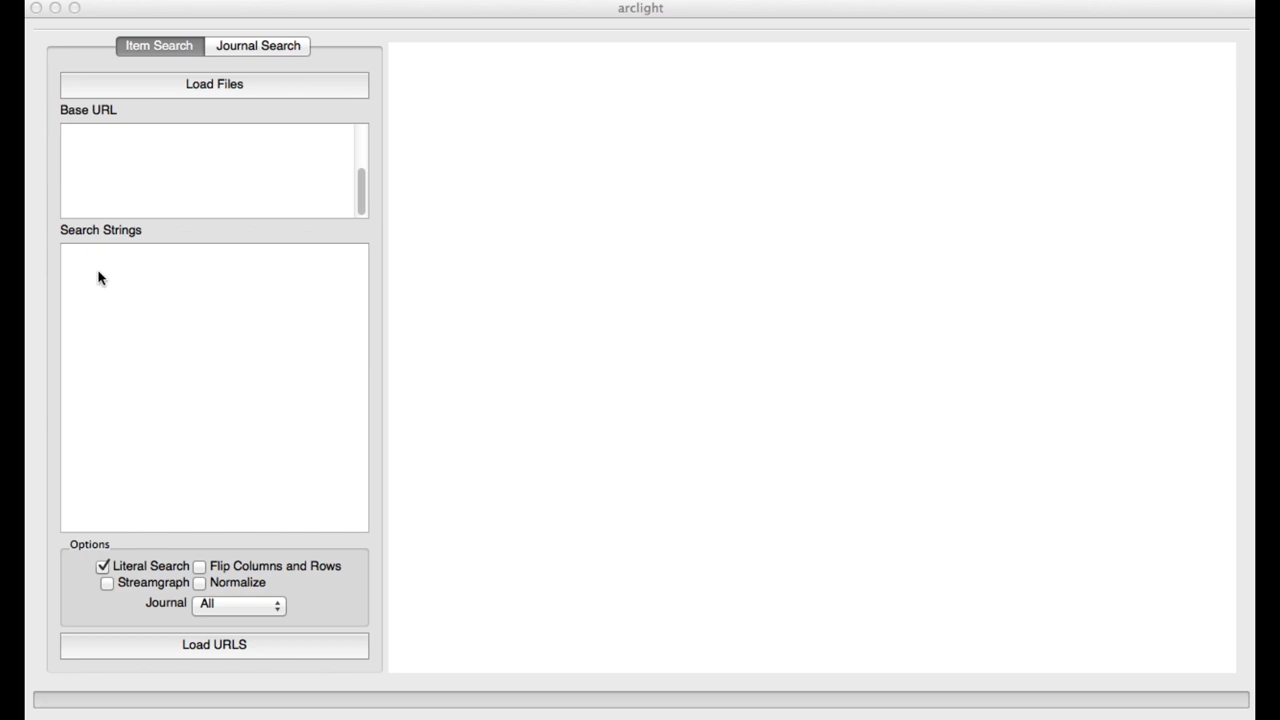 arclight
Item Search Journal Search
Load Files
Base URL
Search Strings
Options
Literal Search Flip Columns and Rows
Streamgraph Normalize
Journal All
Load URLS